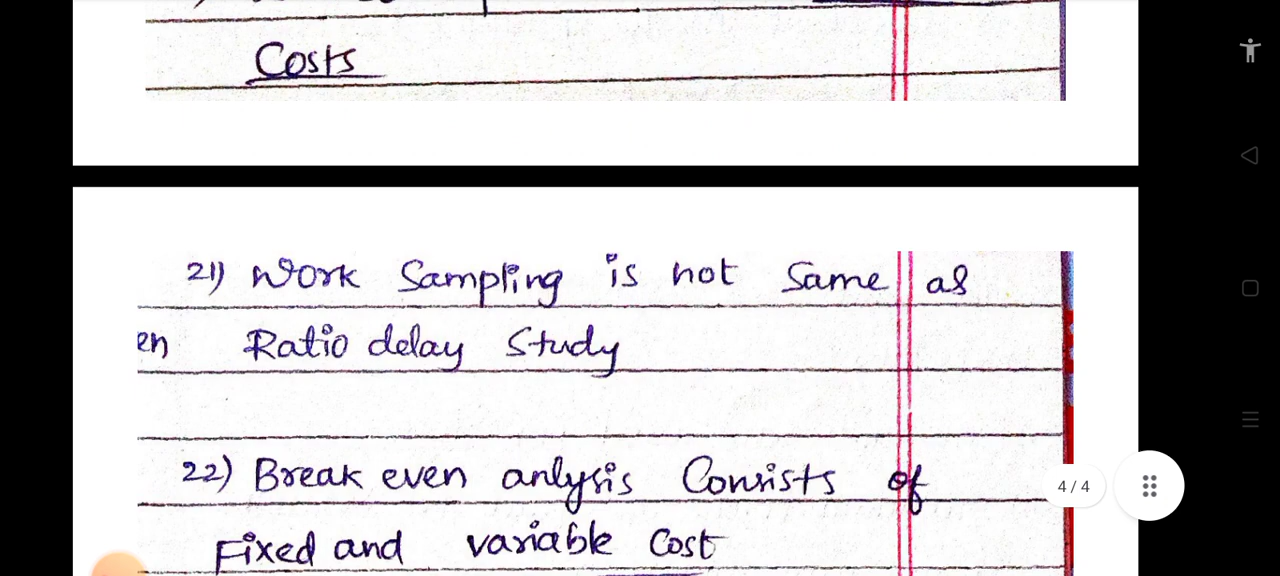 Costs
21) Work Sampling is not Same as
en Ratio delay Study
22) Break even anlysis Consists of
4 / 4
Fixed and variable Cost